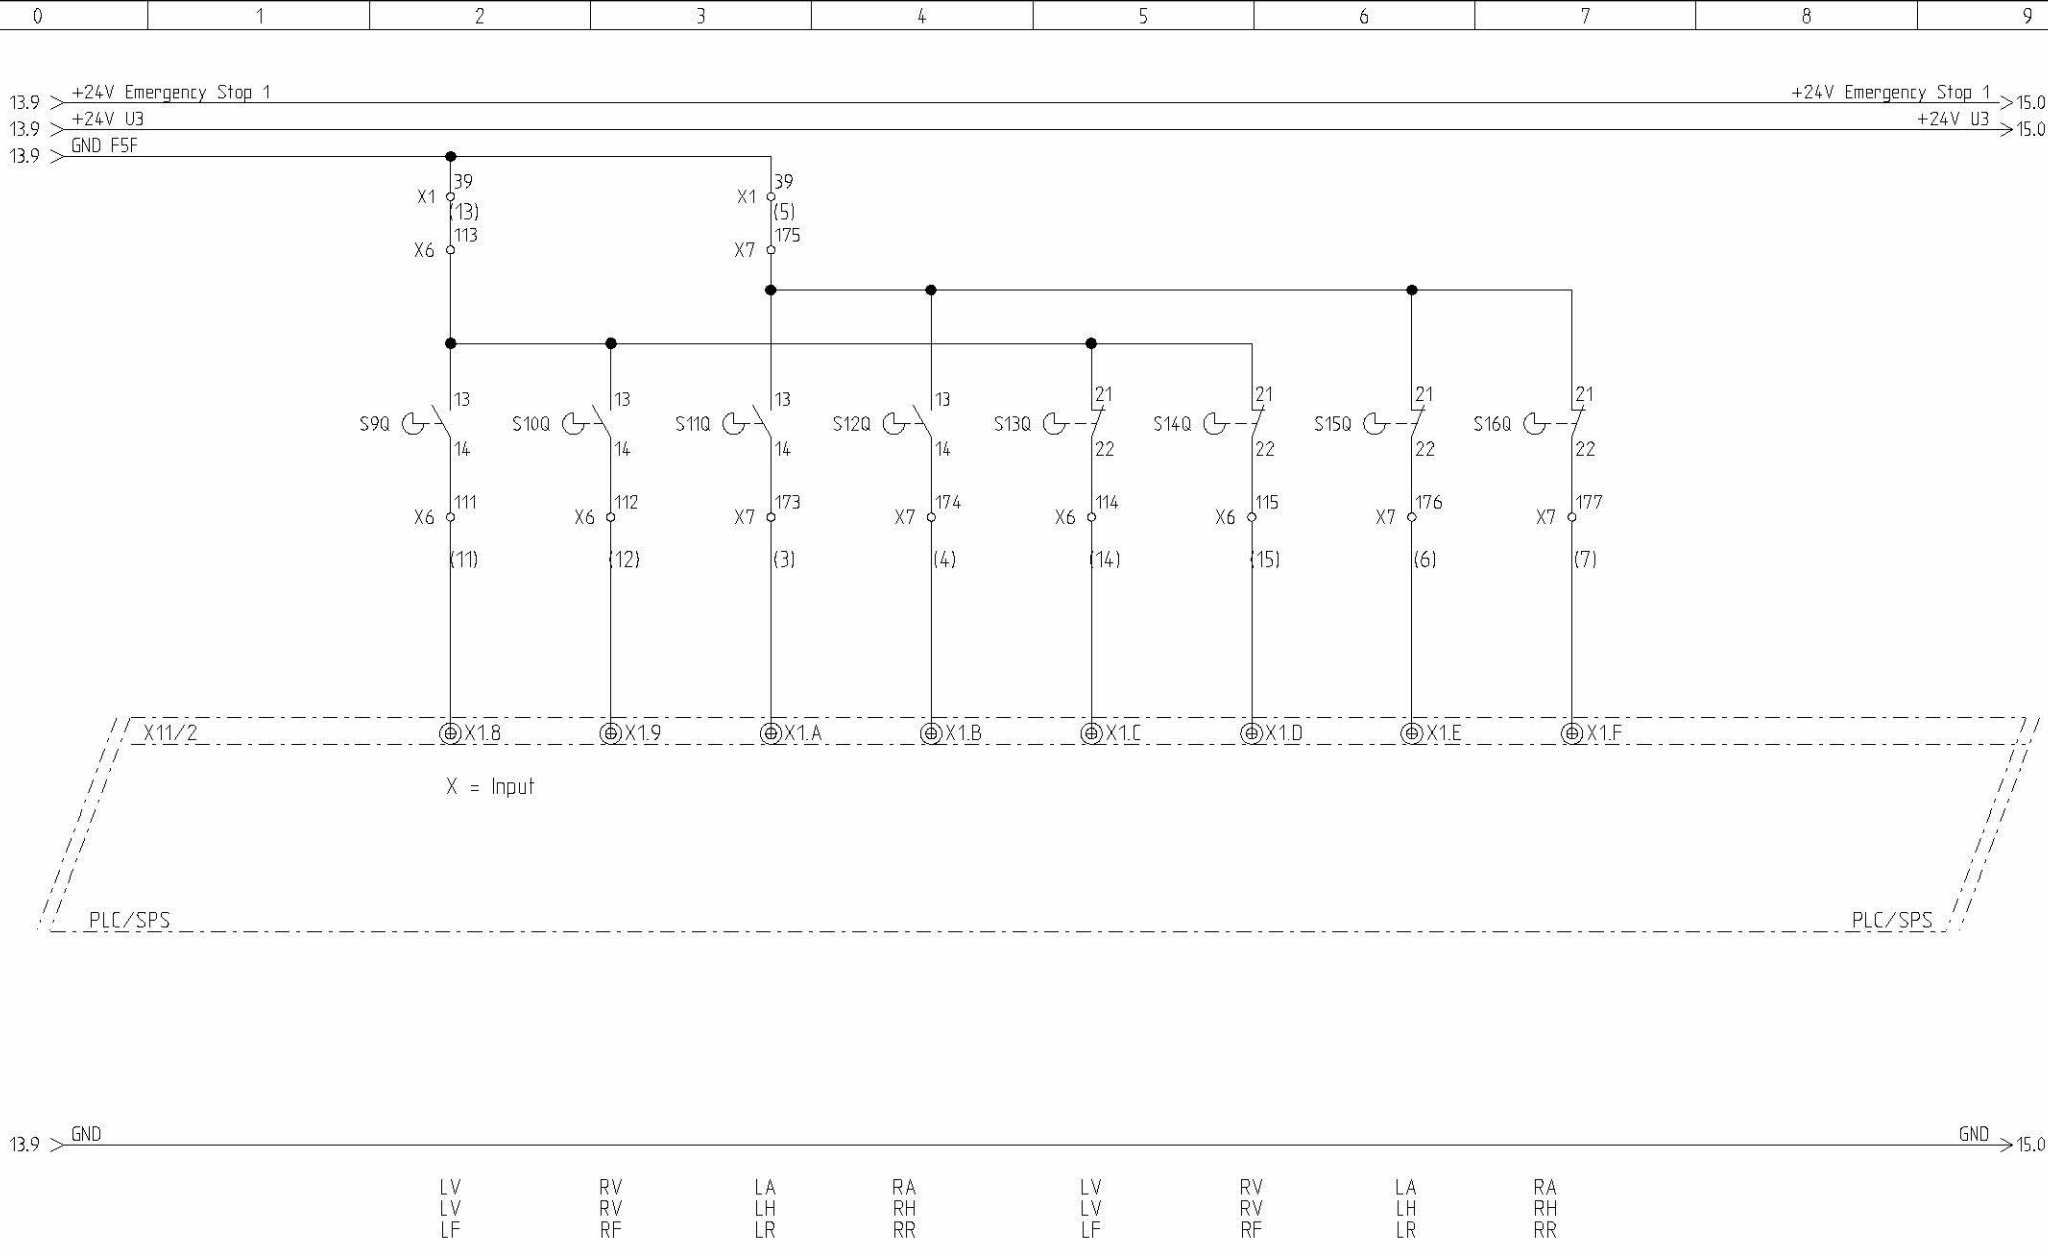 0 1 2 3 4 5 6 7 8 9
13.9 +24V Emergency Stop 1 +24V Emergency Stop 1 15.0
13.9 +24V U3 +24V U3 15.0
13.9 GND F5F
39 39
X1 X1
(13) (5)
113 175
X6 X7
13 13 13 13 21 21 21 21
S9Q S10Q S11Q S12Q S13Q S14Q S15Q S16Q
14 14 14 14 22 22 22 22
111 112 173 174 114 115 176 177
X6 X6 X7 X7 X6 X6 X7 X7
(11) (12) (3) (4) (14) (15) (6) (7)
X11/2 X1.8 X1.9 X1.A X1.B X1.C X1.D X1.E X1.F
X = Input
PLC/SPS PLC/SPS
13.9 GND GND 15.0
LV RV LA RA LV RV LA RA
LV RV LH RH LV RV LH RH
LF RF LR RR LF RF LR RR